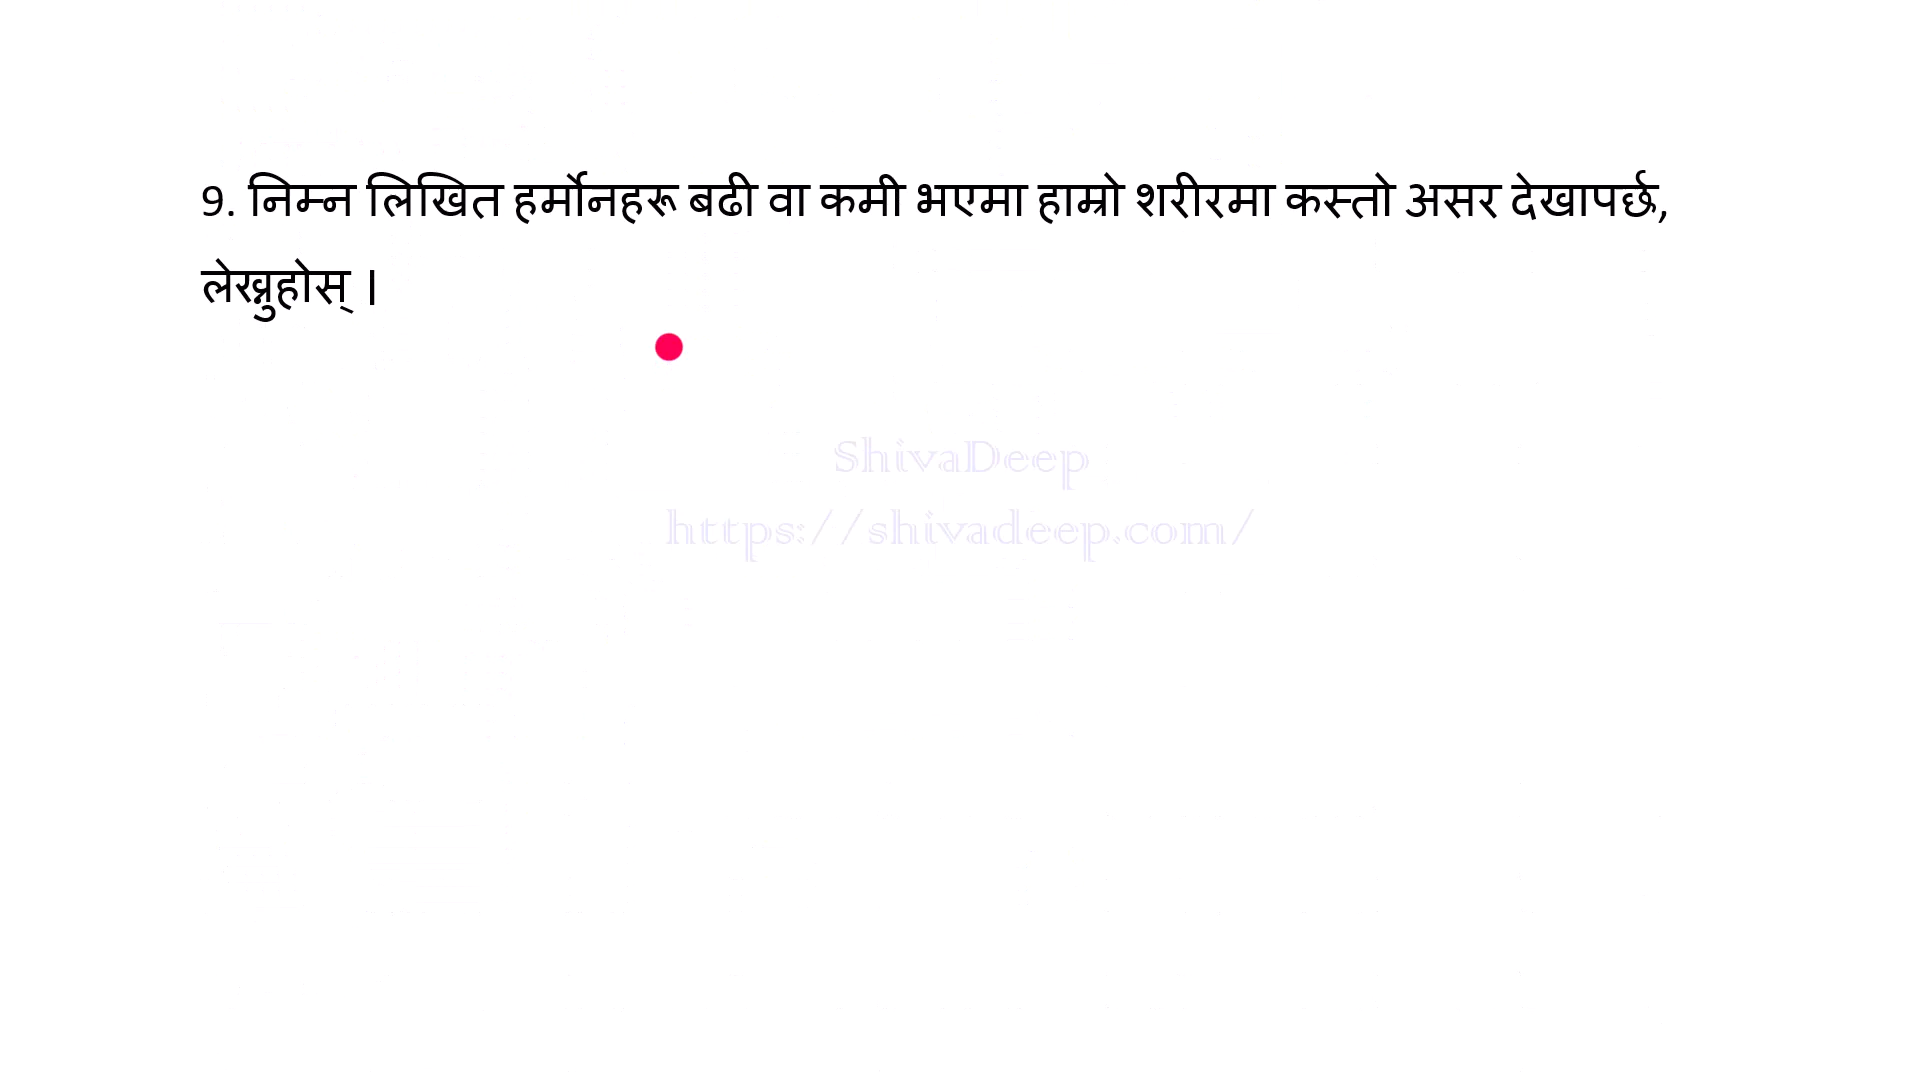 9. निम्न लिखित हर्मोनहरू बढी वा कमी भएमा हाम्रो शरीरमा कस्तो असर देखापर्छ,
लेख्नुहोस् ।
ShivaDeep
https://shivadeep.com/